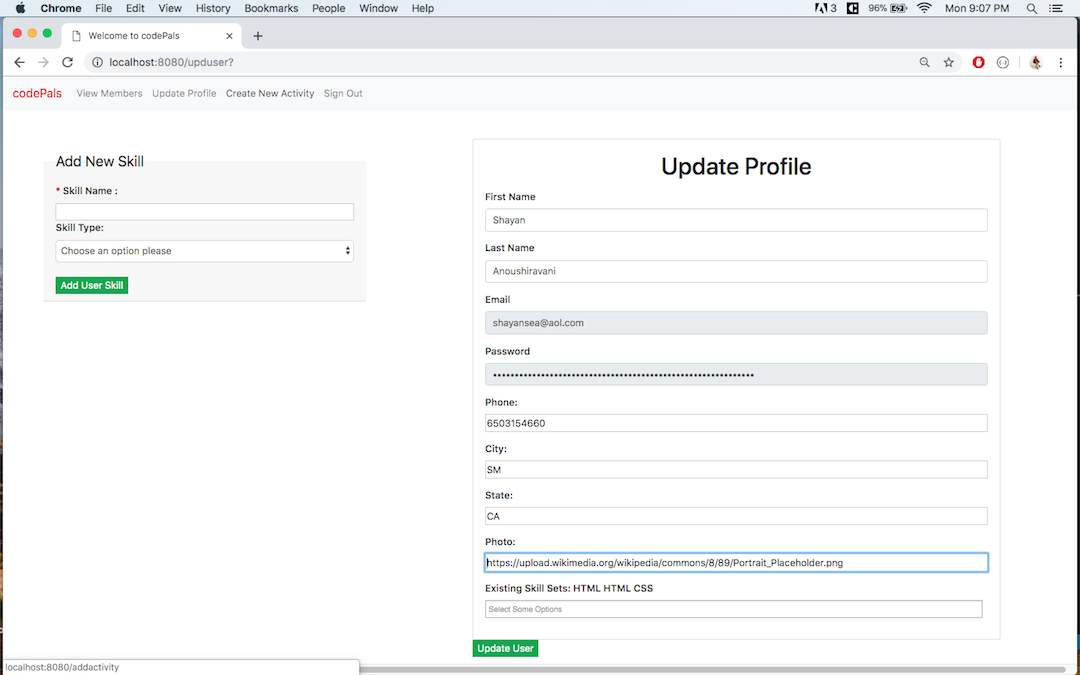 Chrome File Edit View History Bookmarks People Window Help 3 96% Mon 9:07 PM
Welcome to codePals
localhost:8080/upduser?
codePals View Members Update Profile Create New Activity Sign Out
Add New Skill
* Skill Name :
Skill Type:
Choose an option please
Add User Skill
Update Profile
First Name
Shayan
Last Name
Anoushiravani
Email
shayansea@aol.com
Password
Phone:
6503154660
City:
SM
State:
CA
Photo:
https://upload.wikimedia.org/wikipedia/commons/8/89/Portrait_Placeholder.png
Existing Skill Sets: HTML HTML CSS
Select Some Options
Update User
localhost:8080/addactivity